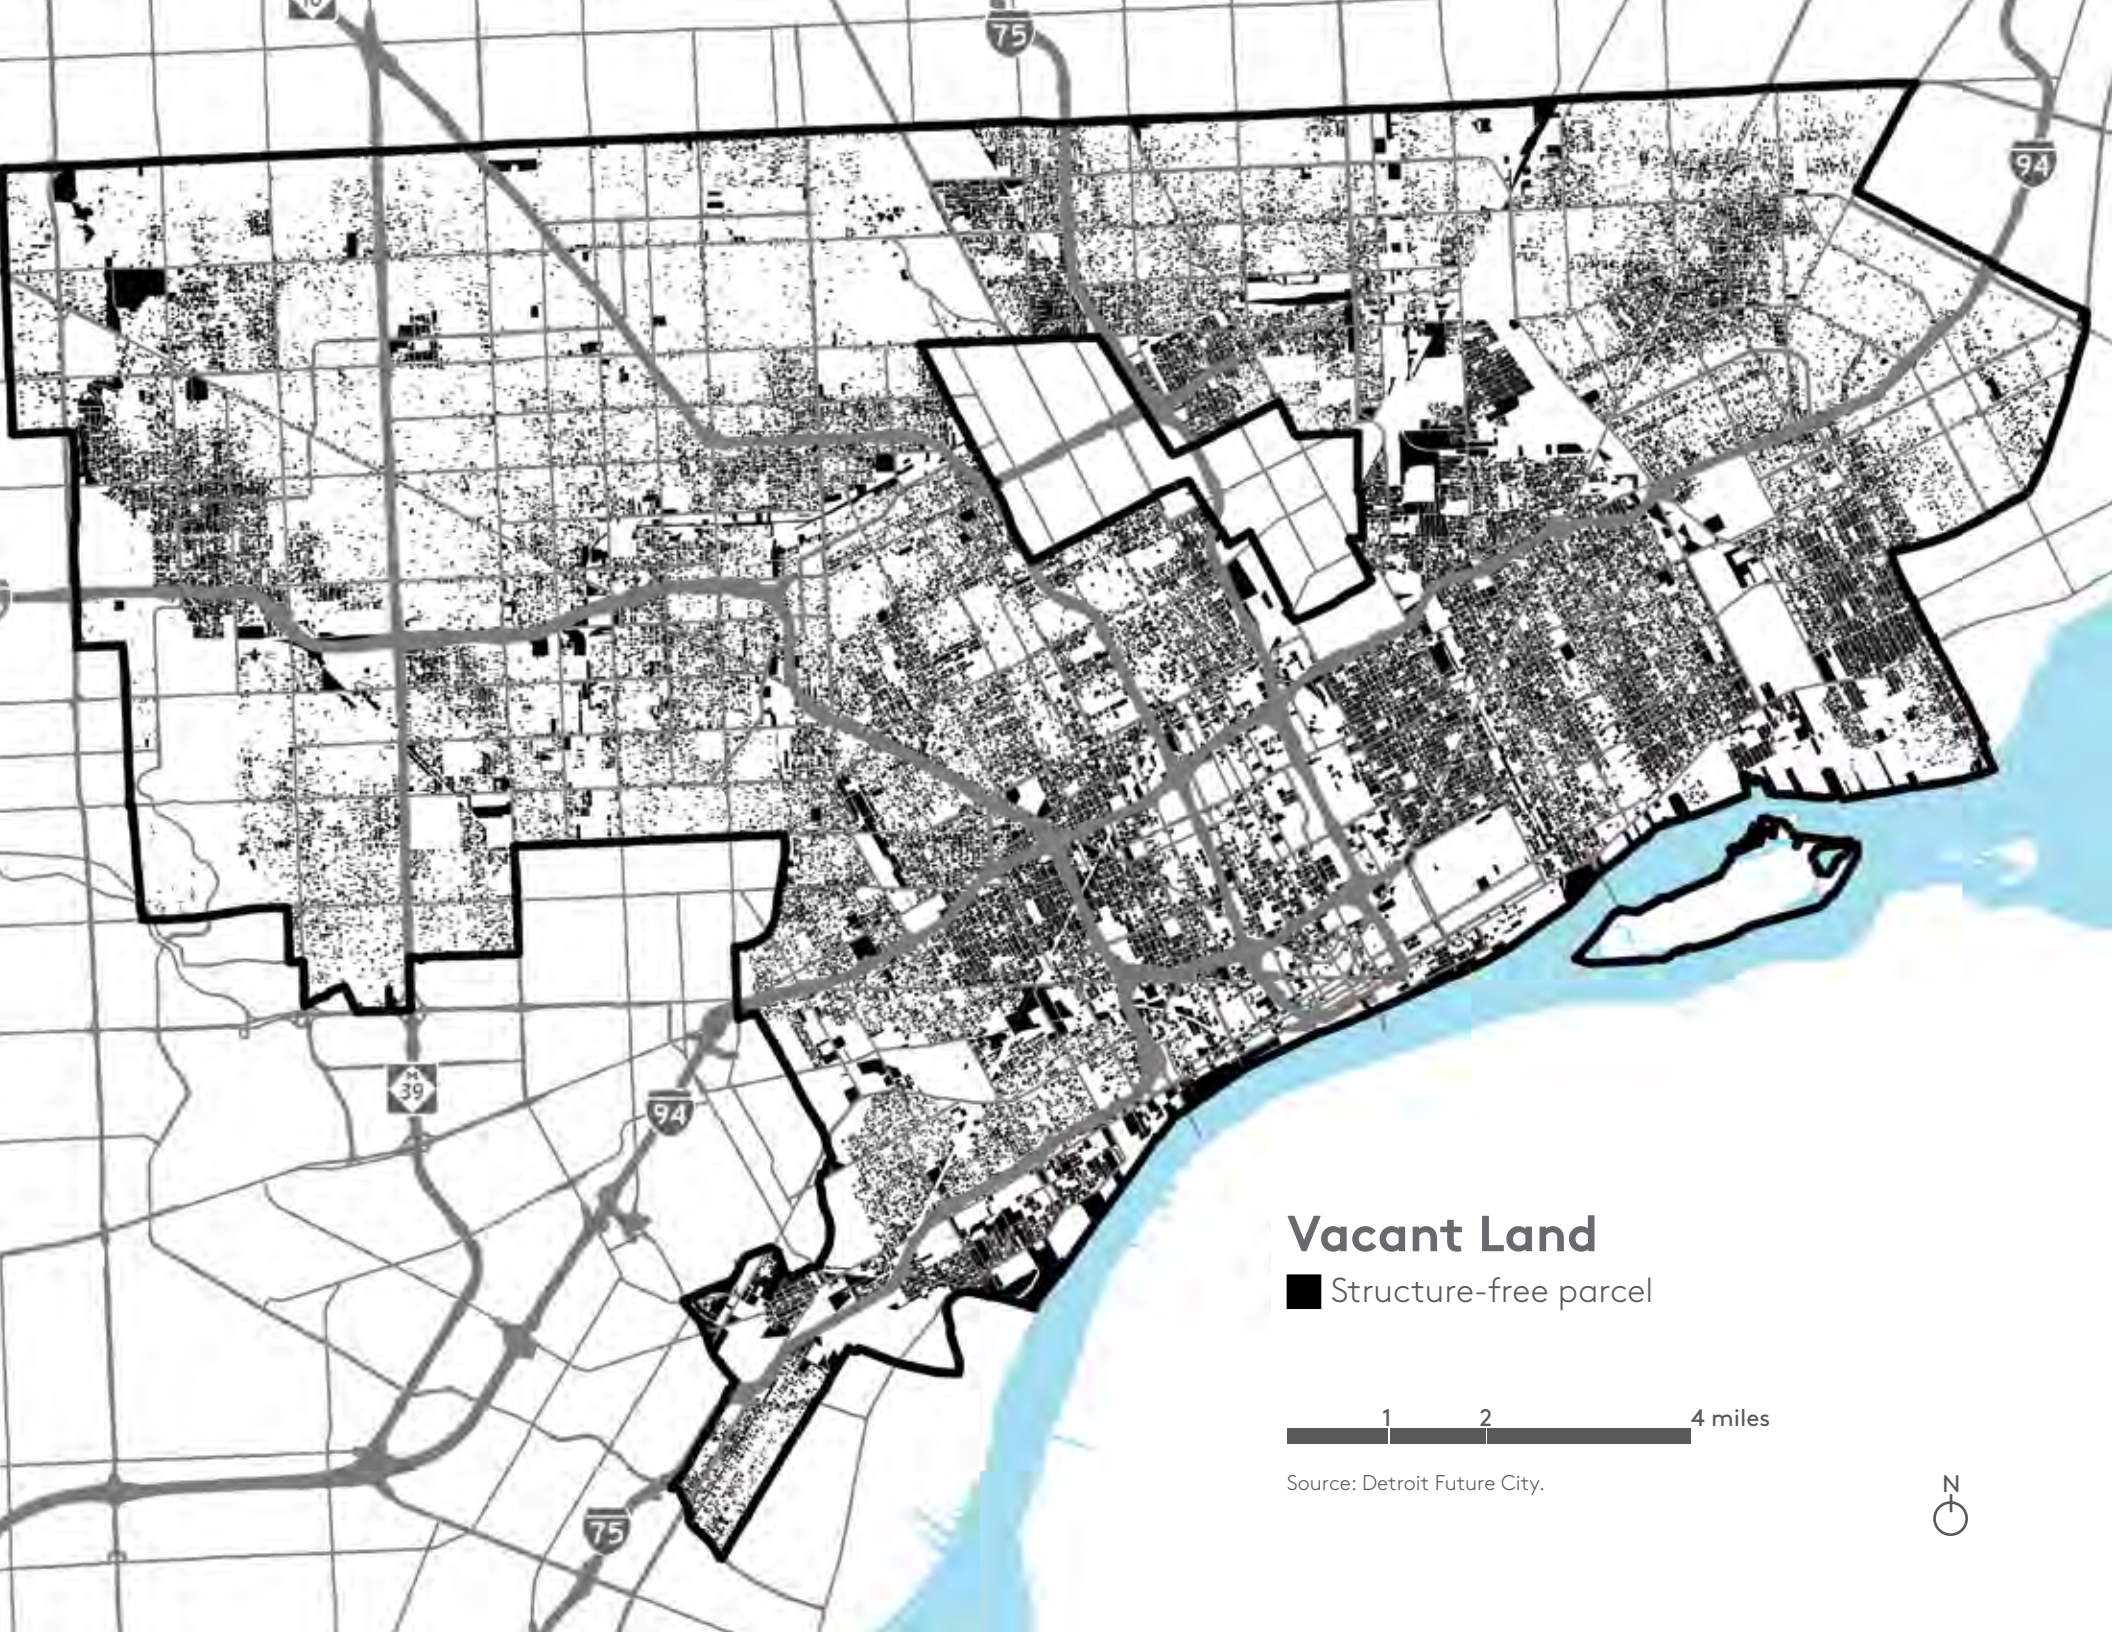 75
94
M
39
94
75
Vacant Land
Structure-free parcel
1 2 4 miles
Source: Detroit Future City.
N